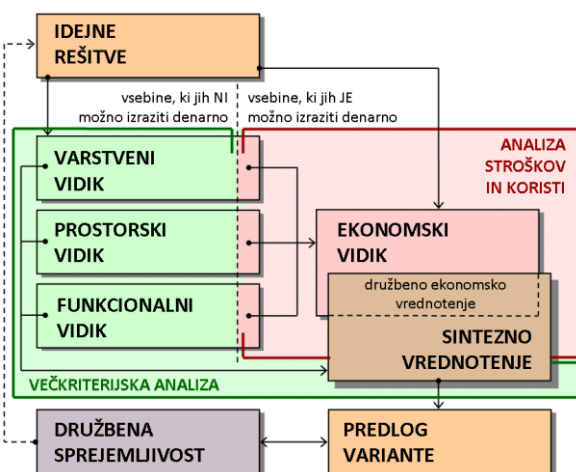 IDEJNE
REŠITVE
vsebine, ki jih NI
možno izraziti denarno
vsebine, ki jih JE
možno izraziti denarno
ANALIZA
STROŠKOV
IN KORISTI
VARSTVENI
VIDIK
PROSTORSKI
VIDIK
EKONOMSKI
VIDIK
družbeno ekonomsko
vrednotenje
FUNKCIONALNI
VIDIK
SINTEZNO
VREDNOTENJE
VEČKRITERIJSKA ANALIZA
DRUŽBENA
SPREJEMLJIVOST
PREDLOG
VARIANTE